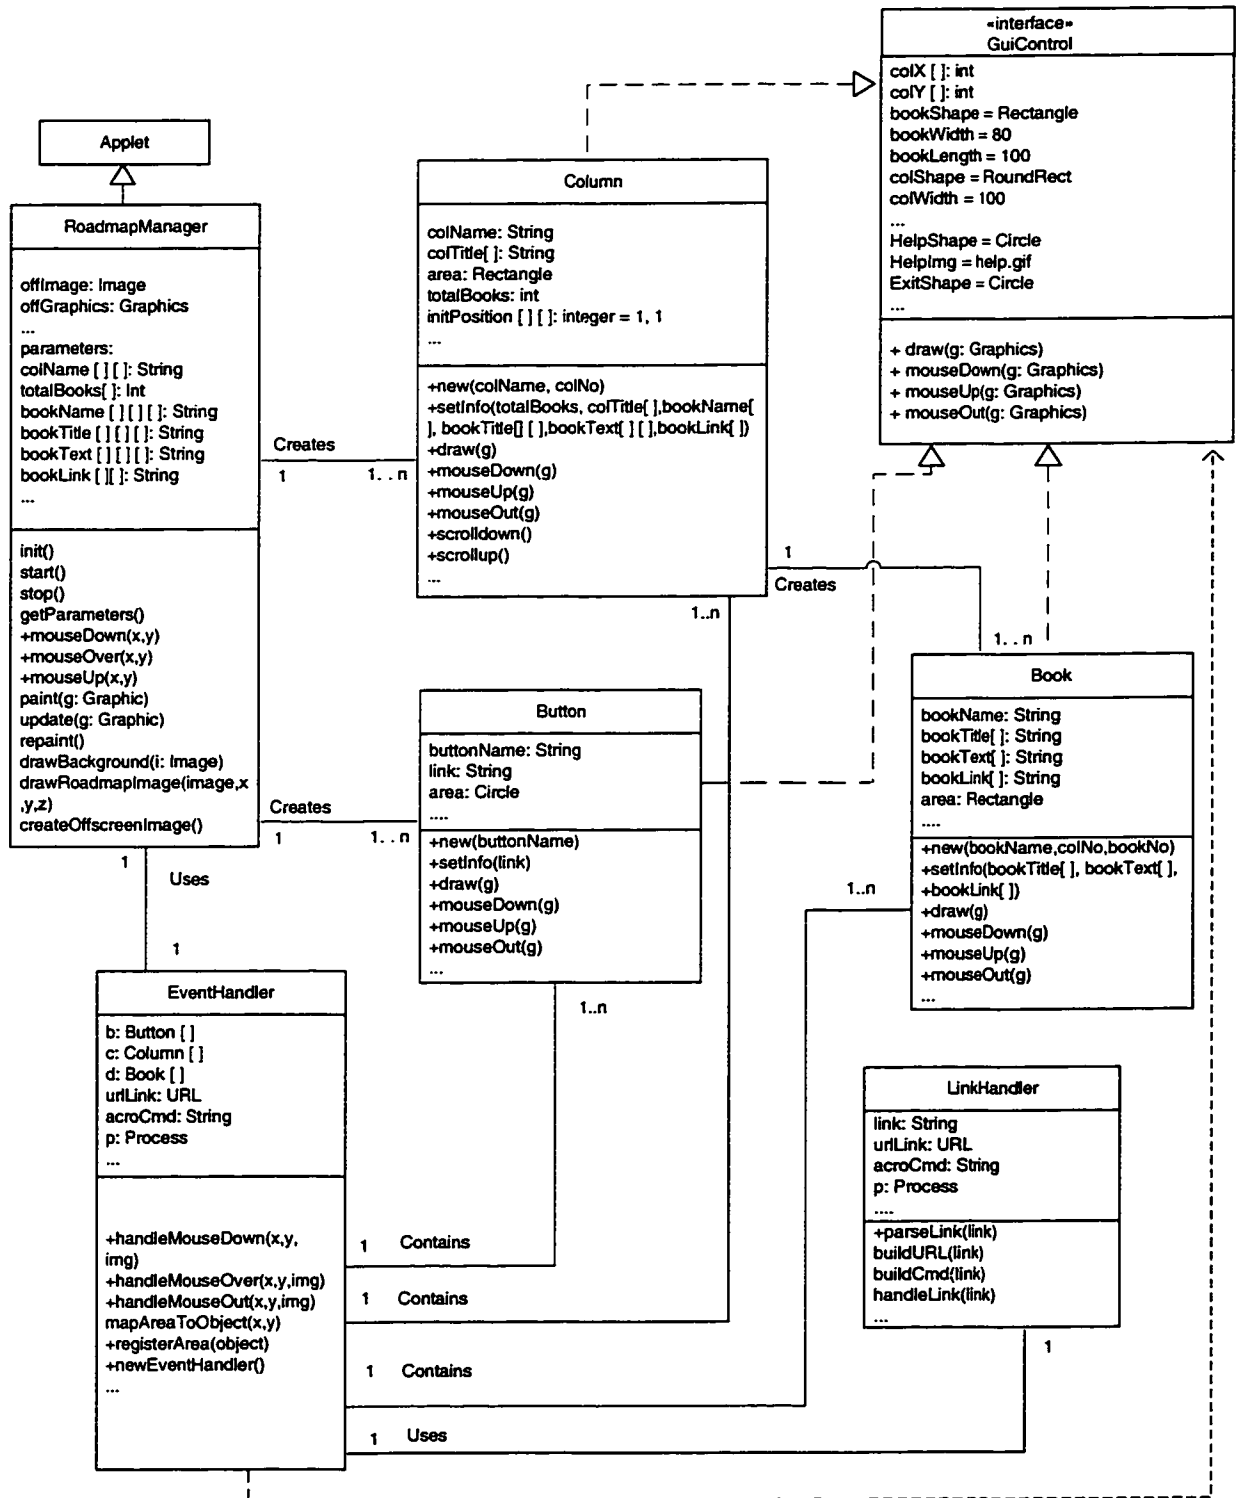 «interface»
GuiControl
colX [ ]: int
colY [ ]: int
bookShape = Rectangle
bookWidth = 80
bookLength = 100
colShape = RoundRect
colWidth = 100
...
HelpShape = Circle
HelpImg = help.gif
ExitShape = Circle
...
+ draw(g: Graphics)
+ mouseDown(g: Graphics)
+ mouseUp(g: Graphics)
+ mouseOut(g: Graphics)
Applet
RoadmapManager
offImage: Image
offGraphics: Graphics
...
parameters:
colName [ ] [ ]: String
totalBooks[ ]: Int
bookName [ ] [ ] [ ]: String
bookTitle [ ] [ ] [ ]: String
bookText [ ] [ ] [ ]: String
bookLink [ ][ ]: String
...
init()
start()
stop()
getParameters()
+mouseDown(x,y)
+mouseOver(x,y)
+mouseUp(x,y)
paint(g: Graphic)
update(g: Graphic)
repaint()
drawBackground(i: Image)
drawRoadmapImage(image,x
,y,z)
createOffscreenImage()
Column
colName: String
colTitle[ ]: String
area: Rectangle
totalBooks: int
initPosition [ ] [ ]: integer = 1, 1
...
+new(colName, colNo)
+setInfo(totalBooks, colTitle[ ],bookName[
], bookTitle[] [ ],bookText[ ] [ ],bookLink[ ])
+draw(g)
+mouseDown(g)
+mouseUp(g)
+mouseOut(g)
+scrolldown()
+scrollup()
...
Creates
1
1. . n
1
Creates
1. . n
1..n
Book
bookName: String
bookTitle[ ]: String
bookText[ ]: String
bookLink[ ]: String
area: Rectangle
....
+new(bookName,colNo,bookNo)
+setInfo(bookTitle[ ], bookText[ ],
+bookLink[ ])
+draw(g)
+mouseDown(g)
+mouseUp(g)
+mouseOut(g)
...
Button
buttonName: String
link: String
area: Circle
....
+new(buttonName)
+setInfo(link)
+draw(g)
+mouseDown(g)
+mouseUp(g)
+mouseOut(g)
...
Creates
1
1. . n
1
Uses
1
1..n
1..n
EventHandler
b: Button [ ]
c: Column [ ]
d: Book [ ]
urlLink: URL
acroCmd: String
p: Process
...
+handleMouseDown(x,y,
img)
+handleMouseOver(x,y,img)
+handleMouseOut(x,y,img)
mapAreaToObject(x,y)
+registerArea(object)
+newEventHandler()
...
LinkHandler
link: String
urlLink: URL
acroCmd: String
p: Process
....
+parseLink(link)
buildURL(link)
buildCmd(link)
handleLink(link)
...
1 Contains
1 Contains
1 Contains
1 Uses
1